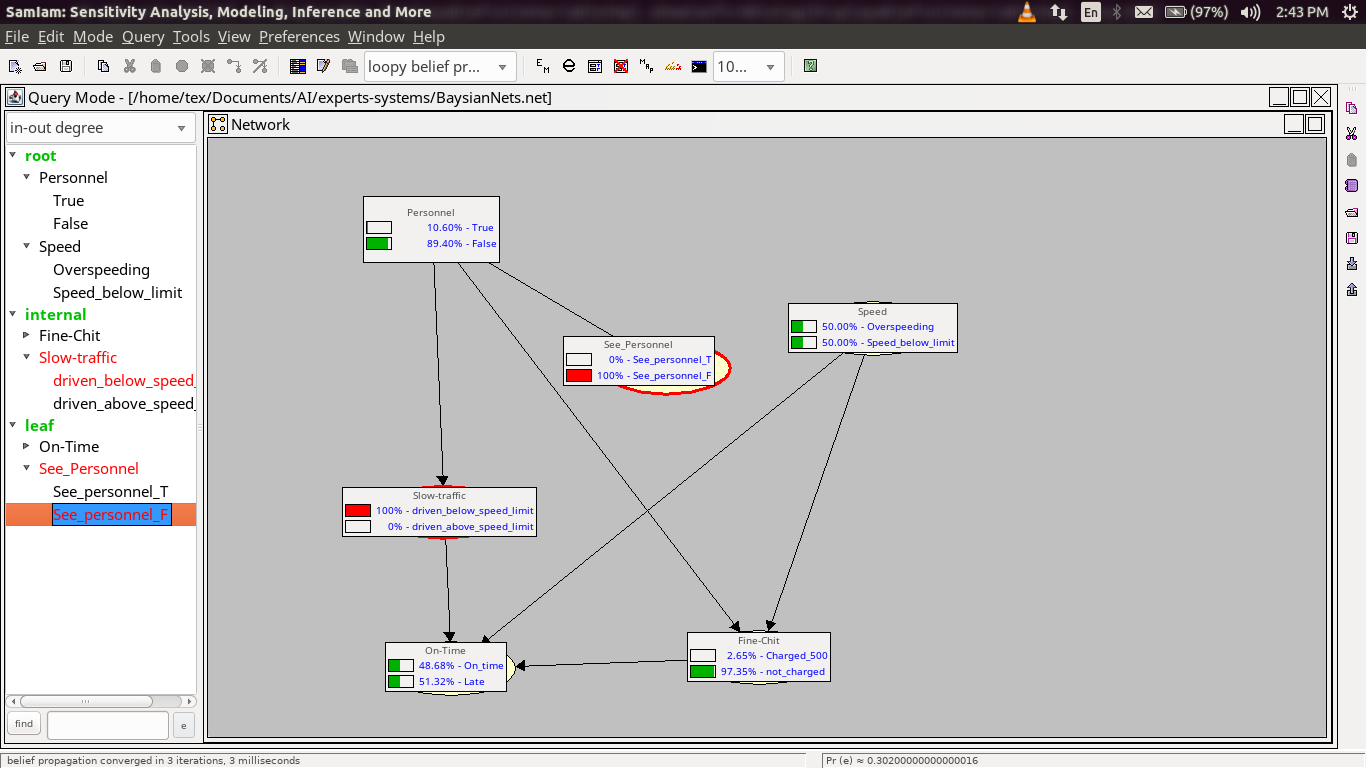 SamIam: Sensitivity Analysis, Modeling, Inference and More
En
(97%)
2:43 PM
File Edit Mode Query Tools View Preferences Window Help
loopy belief pr...
10...
Query Mode - [/home/tex/Documents/AI/experts-systems/BaysianNets.net]
in-out degree
root
Personnel
True
False
Speed
Overspeeding
Speed_below_limit
internal
Fine-Chit
Slow-traffic
driven_below_speed_
driven_above_speed_
leaf
On-Time
See_Personnel
See_personnel_T
See_personnel_F
find
e
Network
Personnel
10.60% - True
89.40% - False
See_Personnel
0% - See_personnel_T
100% - See_personnel_F
Speed
50.00% - Overspeeding
50.00% - Speed_below_limit
Slow-traffic
100% - driven_below_speed_limit
0% - driven_above_speed_limit
On-Time
48.68% - On_time
51.32% - Late
Fine-Chit
2.65% - Charged_500
97.35% - not_charged
belief propagation converged in 3 iterations, 3 milliseconds
Pr (e) ≈ 0.30200000000000016